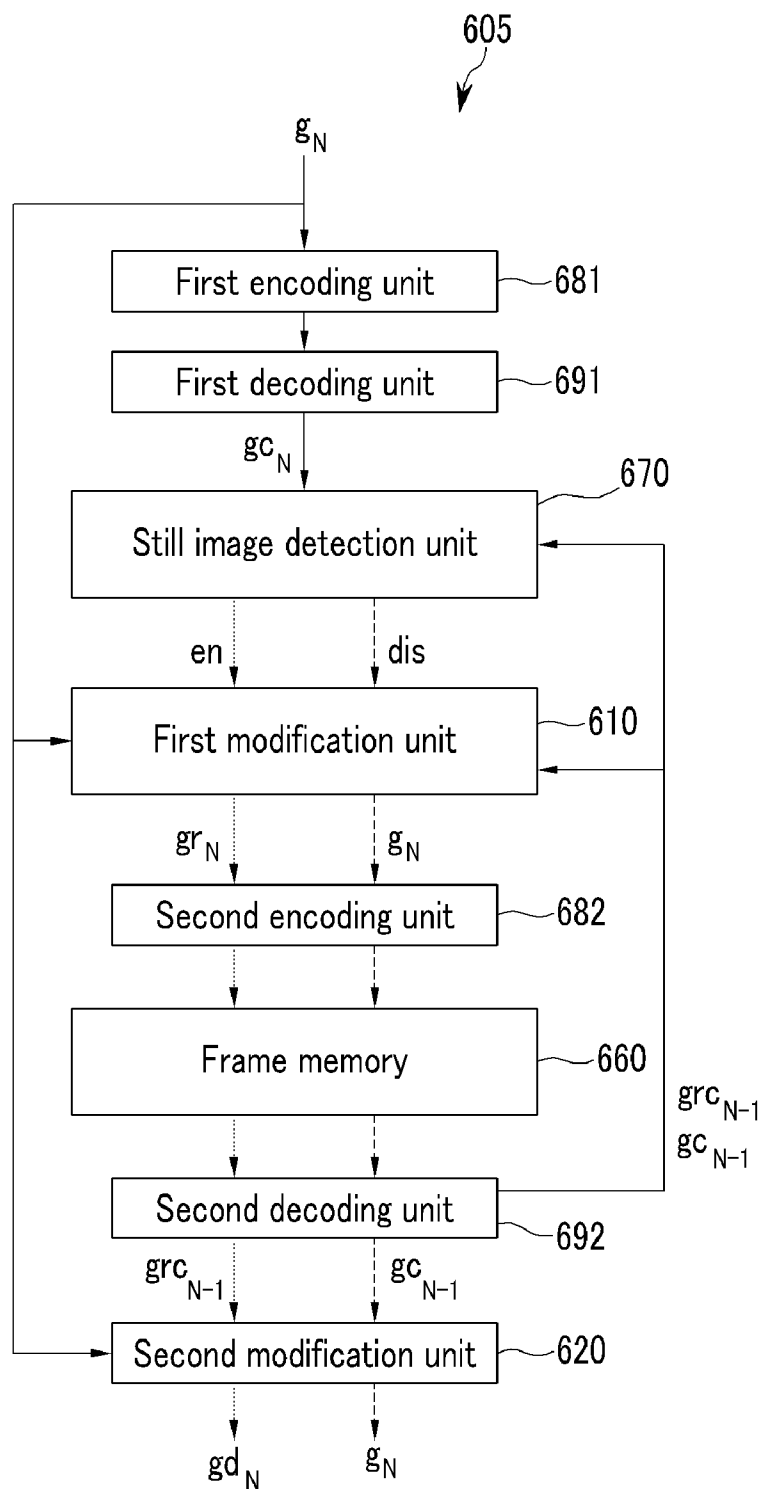 605
g_N
First encoding unit
681
First decoding unit
691
gc_N
670
Still image detection unit
en
dis
First modification unit
610
gr_N
g_N
Second encoding unit
682
Frame memory
660
grc_N-1
gc_N-1
Second decoding unit
692
grc_N-1
gc_N-1
Second modification unit
620
gd_N
g_N